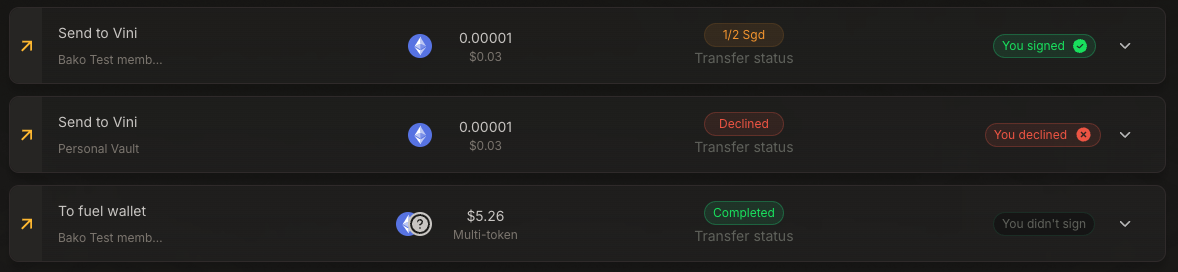 Send to Vini
Bako Test memb...
0.00001
$0.03
1/2 Sgd
Transfer status
You signed
Send to Vini
Personal Vault
0.00001
$0.03
Declined
Transfer status
You declined
To fuel wallet
Bako Test memb...
?
$5.26
Multi-token
Completed
Transfer status
You didn't sign